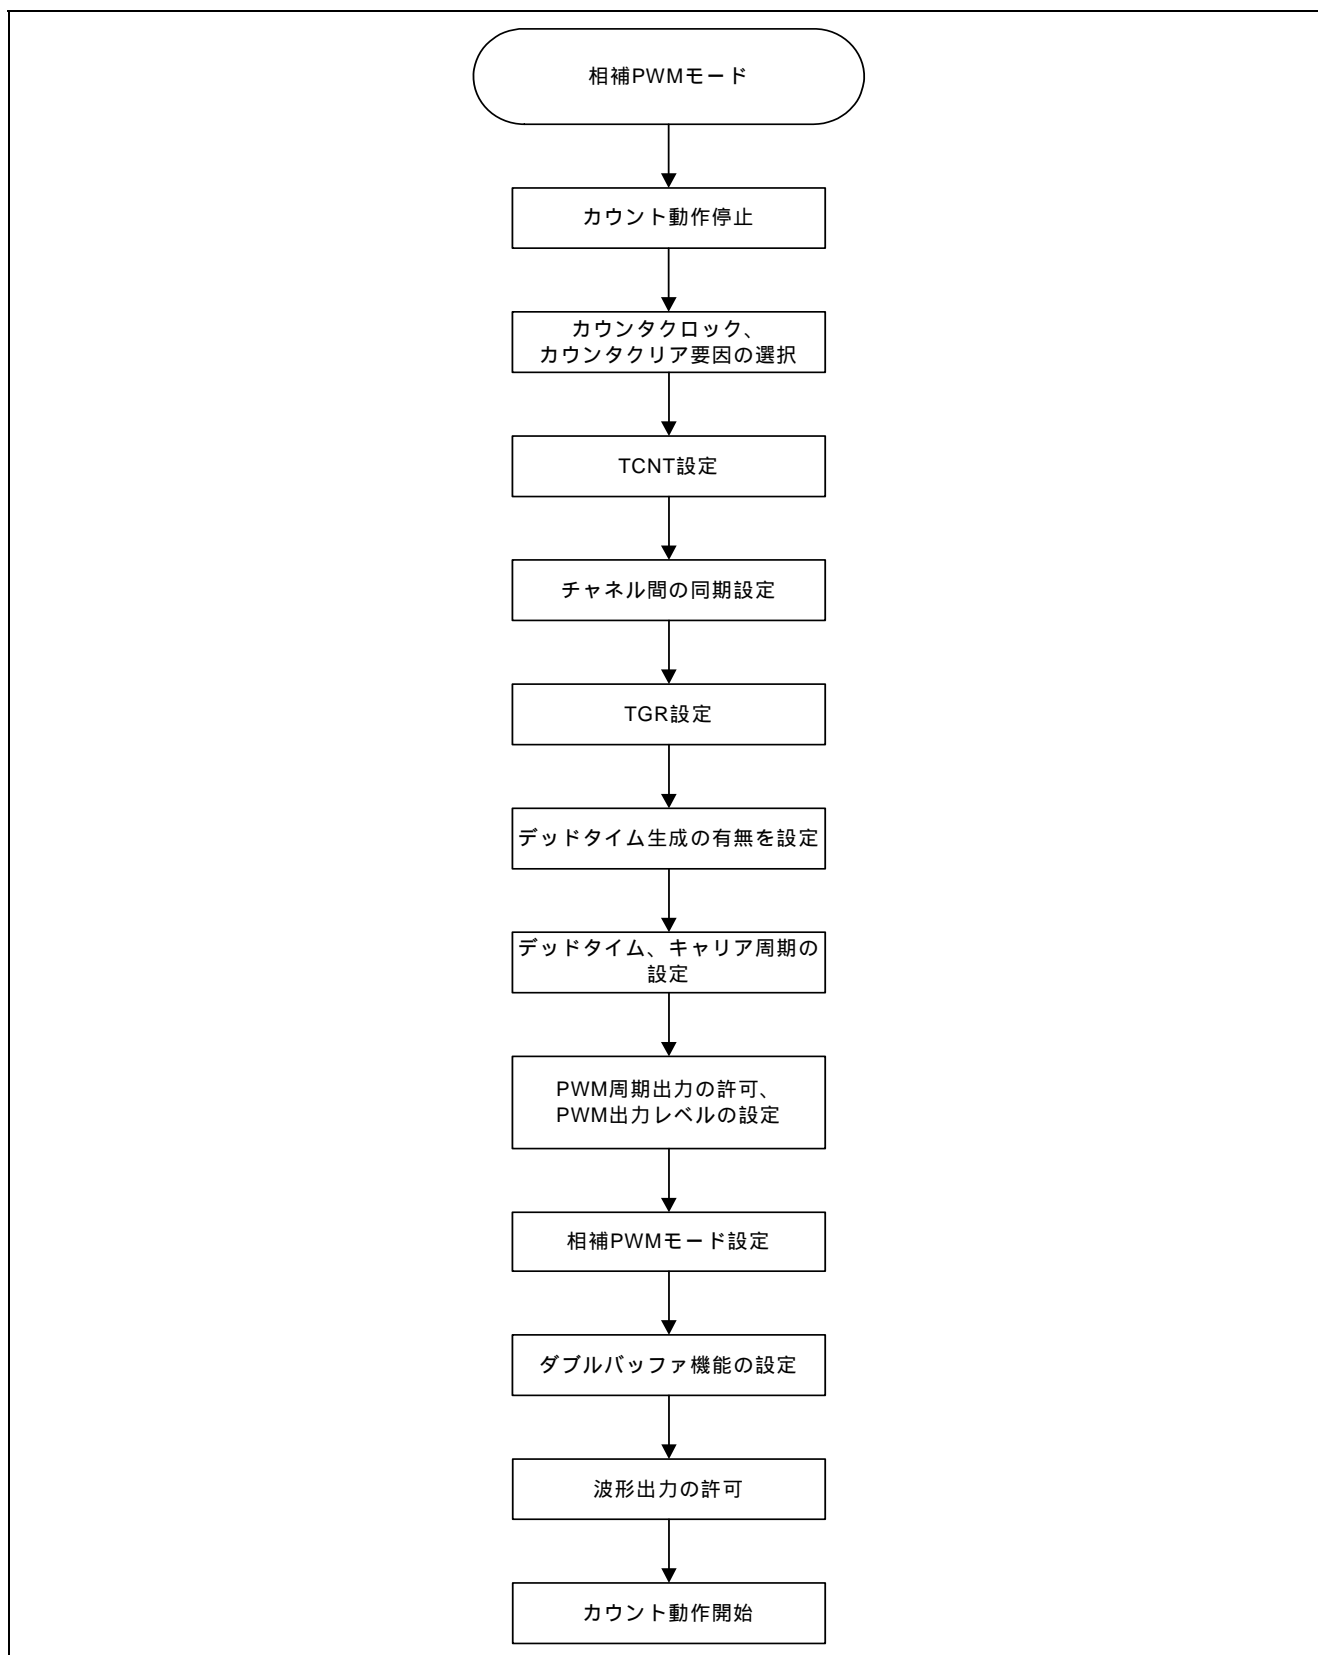 相補PWMモード
カウント動作停止
カウンタクロック、
カウンタクリア要因の選択
TCNT設定
チャネル間の同期設定
TGR設定
デッドタイム生成の有無を設定
デッドタイム、キャリア周期の
設定
PWM周期出力の許可、
PWM出力レベルの設定
相補PWMモード設定
ダブルバッファ機能の設定
波形出力の許可
カウント動作開始